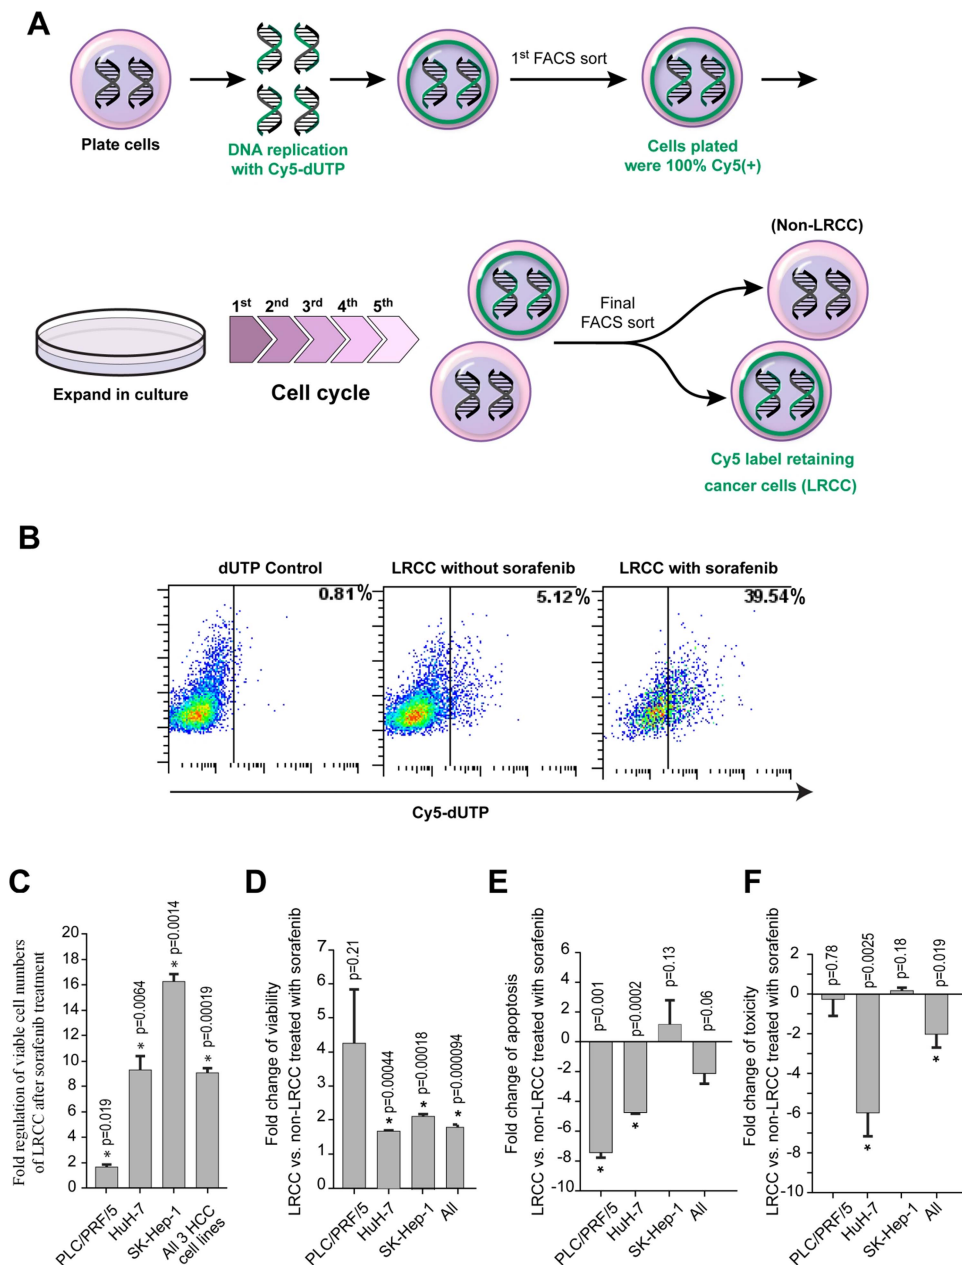 A
Plate cells
DNA replication
with Cy5-dUTP
1st FACS sort
Cells plated
were 100% Cy5(+)
Expand in culture
1st 2nd 3rd 4th 5th
Cell cycle
Final
FACS sort
(Non-LRCC)
Cy5 label retaining
cancer cells (LRCC)
B
dUTP Control
0.81%
LRCC without sorafenib
5.12%
LRCC with sorafenib
39.54%
Cy5-dUTP
C
Fold regulation of viable cell numbers
of LRCC after sorafenib treatment
20
18
16
14
12
10
8
6
4
2
0
* p=0.019
* p=0.0064
* p=0.0014
* p=0.00019
PLC/PRF/5
HuH-7
SK-Hep-1
All 3 HCC
cell lines
D
Fold change of viability
LRCC vs. non-LRCC treated with sorafenib
7
6
5
4
3
2
1
0
p=0.21
* p=0.00044
* p=0.00018
* p=0.000094
PLC/PRF/5
HuH-7
SK-Hep-1
All
E
Fold change of apoptosis
LRCC vs. non-LRCC treated with sorafenib
6
4
2
0
-2
-4
-6
-8
-10
p=0.001
p=0.0002
p=0.13
p=0.06
*
*
PLC/PRF/5
HuH-7
SK-Hep-1
All
F
Fold change of toxicity
LRCC vs. non-LRCC treated with sorafenib
2
0
-2
-4
-6
-8
-10
p=0.78
p=0.0025
p=0.18
p=0.019
*
*
PLC/PRF/5
HuH-7
SK-Hep-1
All